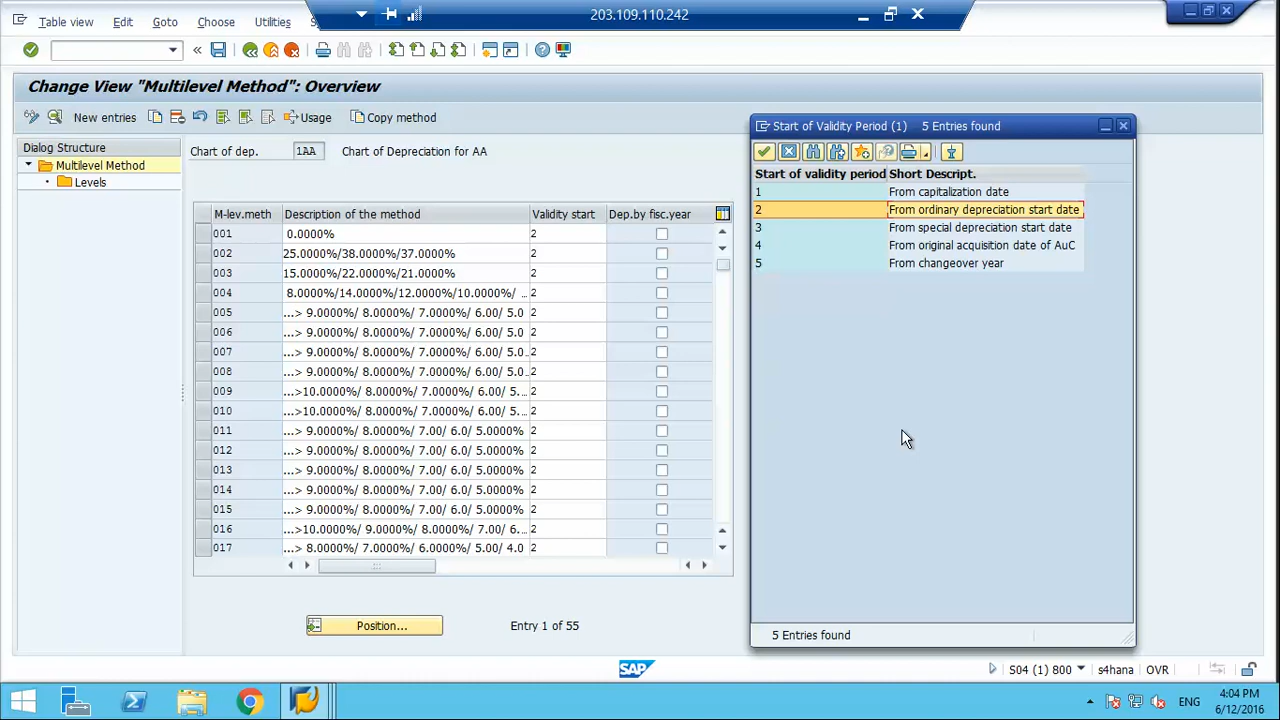 203.109.110.242
Table view Edit Goto Choose Utilities
Change View "Multilevel Method": Overview
New entries Usage Copy method
Dialog Structure
Multilevel Method
Levels
Chart of dep. 1AA Chart of Depreciation for AA
M-lev.meth Description of the method Validity start Dep.by fisc.year
001 0.0000% 2
002 25.0000%/38.0000%/37.0000% 2
003 15.0000%/22.0000%/21.0000% 2
004 8.0000%/14.0000%/12.0000%/10.0000%/ ... 2
005 ...> 9.0000%/ 8.0000%/ 7.0000%/ 6.00/ 5.0 2
006 ...> 9.0000%/ 8.0000%/ 7.0000%/ 6.00/ 5.0 2
007 ...> 9.0000%/ 8.0000%/ 7.0000%/ 6.00/ 5.0... 2
008 ...> 9.0000%/ 8.0000%/ 7.0000%/ 6.00/ 5.0... 2
009 ...>10.0000%/ 8.0000%/ 7.0000%/ 6.00/ 5.... 2
010 ...>10.0000%/ 8.0000%/ 7.0000%/ 6.00/ 5.... 2
011 ...> 9.0000%/ 8.0000%/ 7.00/ 6.0/ 5.0000% 2
012 ...> 9.0000%/ 8.0000%/ 7.00/ 6.0/ 5.0000% 2
013 ...> 9.0000%/ 8.0000%/ 7.00/ 6.0/ 5.0000% 2
014 ...> 9.0000%/ 8.0000%/ 7.00/ 6.0/ 5.0000% 2
015 ...> 9.0000%/ 8.0000%/ 7.00/ 6.0/ 5.0000% 2
016 ...>10.0000%/ 9.0000%/ 8.0000%/ 7.00/ 6.... 2
017 ...> 8.0000%/ 7.0000%/ 6.0000%/ 5.00/ 4.0 2
Position... Entry 1 of 55
Start of Validity Period (1) 5 Entries found
Start of validity period Short Descript.
1 From capitalization date
2 From ordinary depreciation start date
3 From special depreciation start date
4 From original acquisition date of AuC
5 From changeover year
5 Entries found
SAP
S04 (1) 800 s4hana OVR
ENG
4:04 PM
6/12/2016